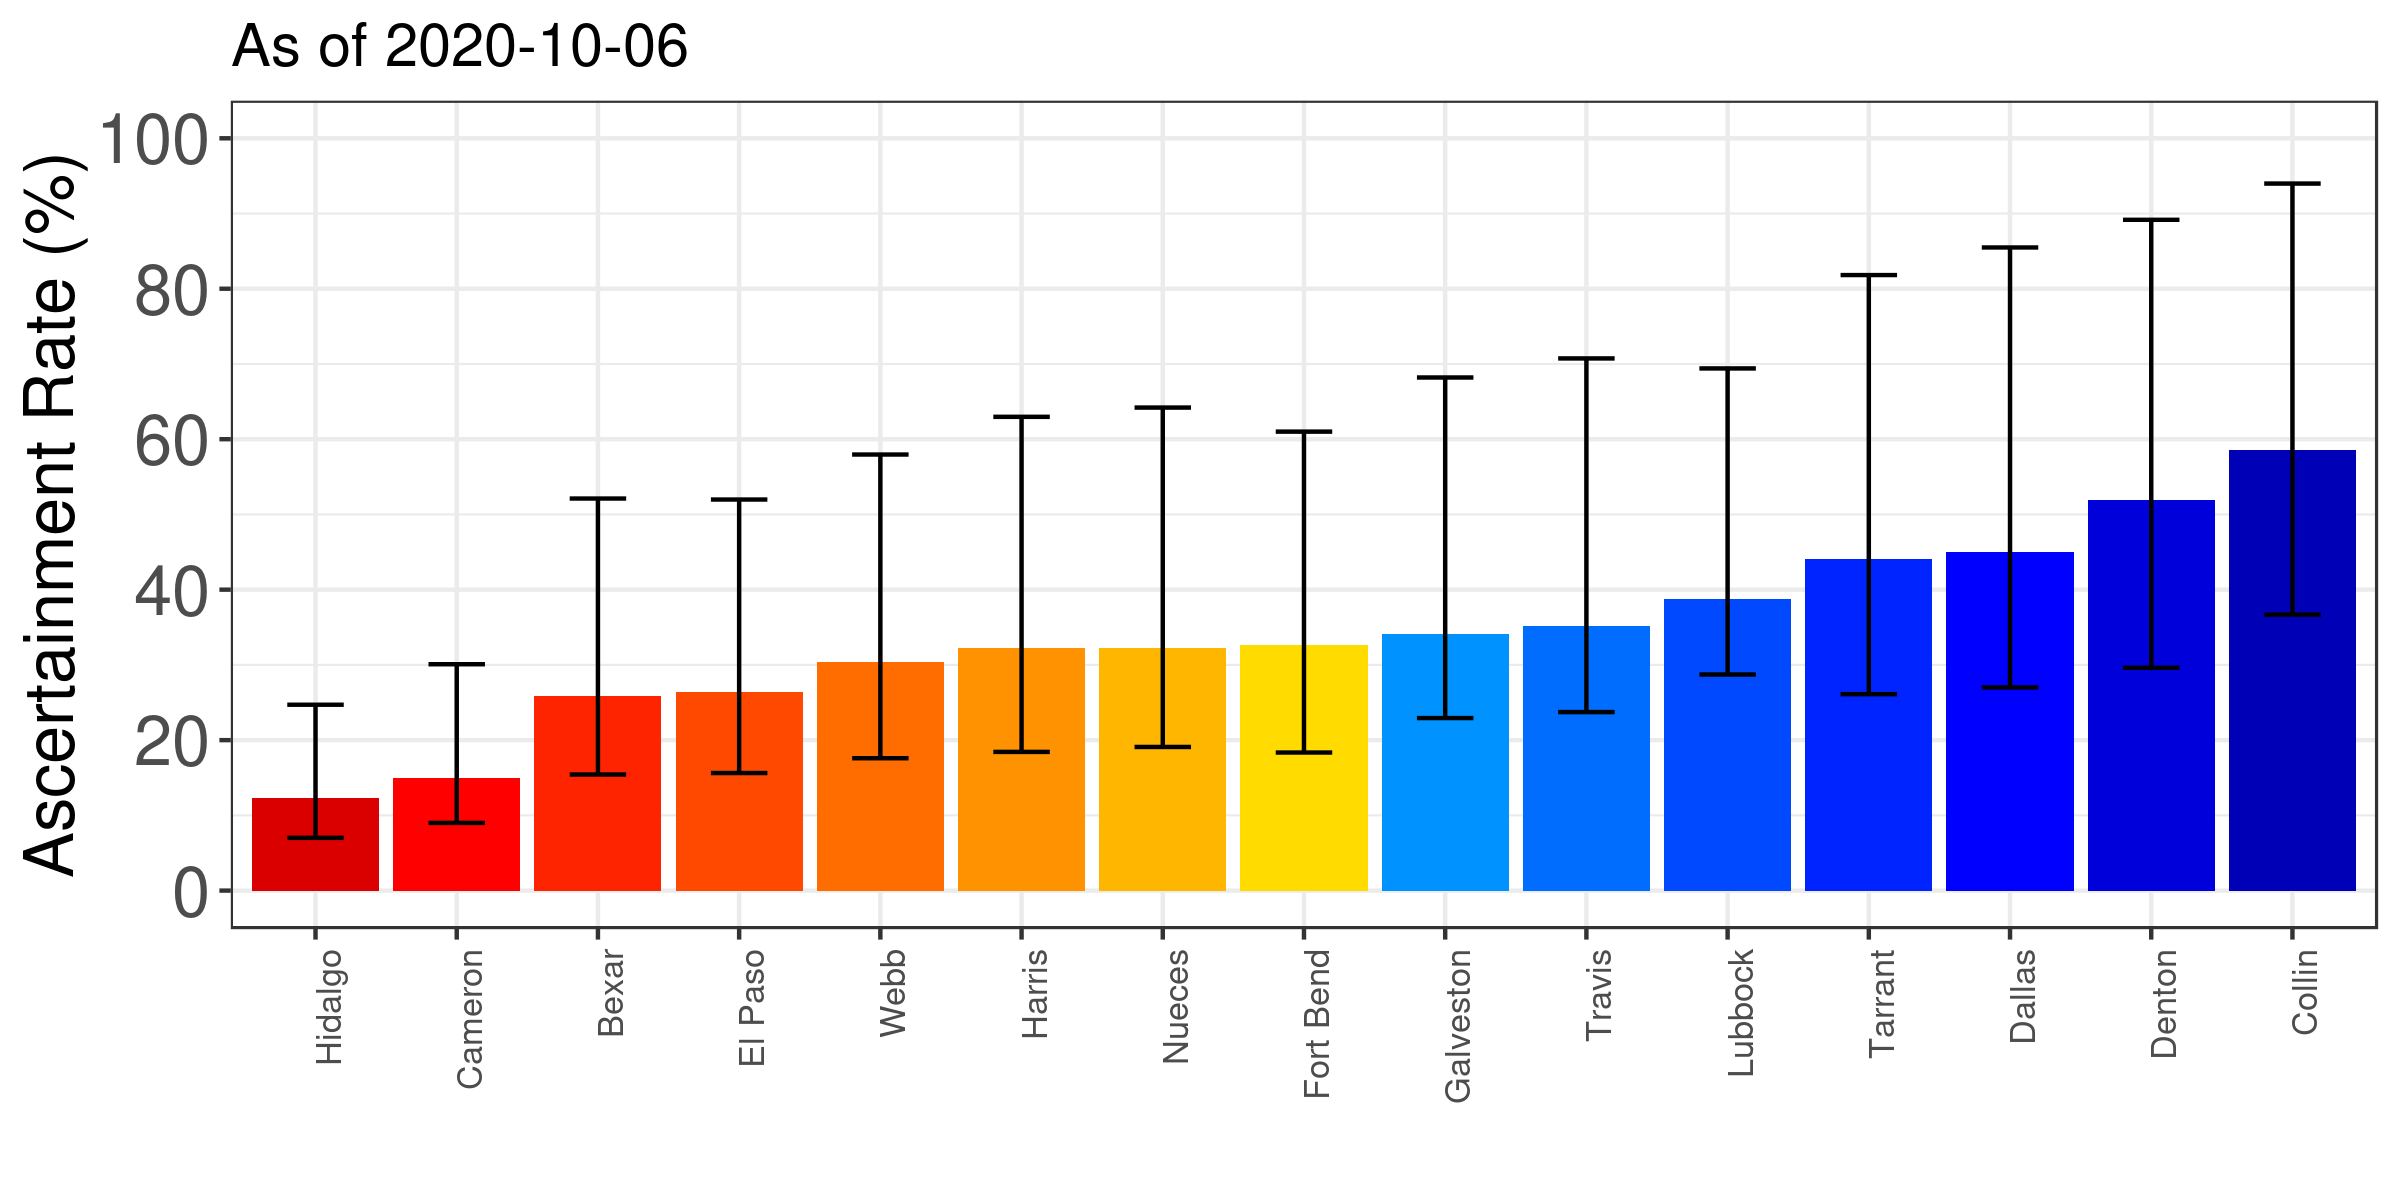 As of 2020-10-06
Ascertainment Rate (%)
100
80
60
40
20
0
Hidalgo
Cameron
Bexar
El Paso
Webb
Harris
Nueces
Fort Bend
Galveston
Travis
Lubbock
Tarrant
Dallas
Denton
Collin